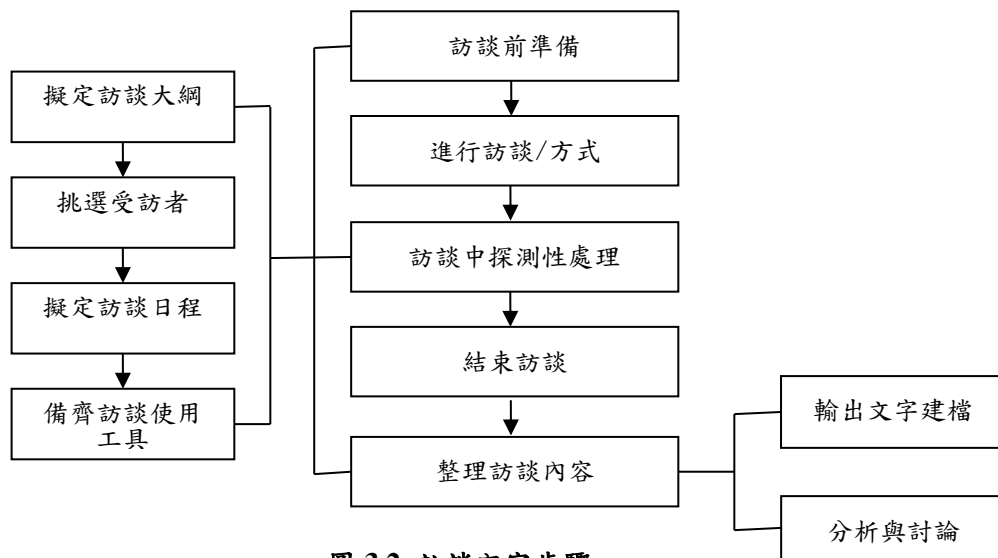 訪談前準備
擬定訪談大綱
進行訪談/方式
挑選受訪者
訪談中探測性處理
擬定訪談日程
結束訪談
備齊訪談使用
工具
輸出文字建檔
整理訪談內容
分析與討論